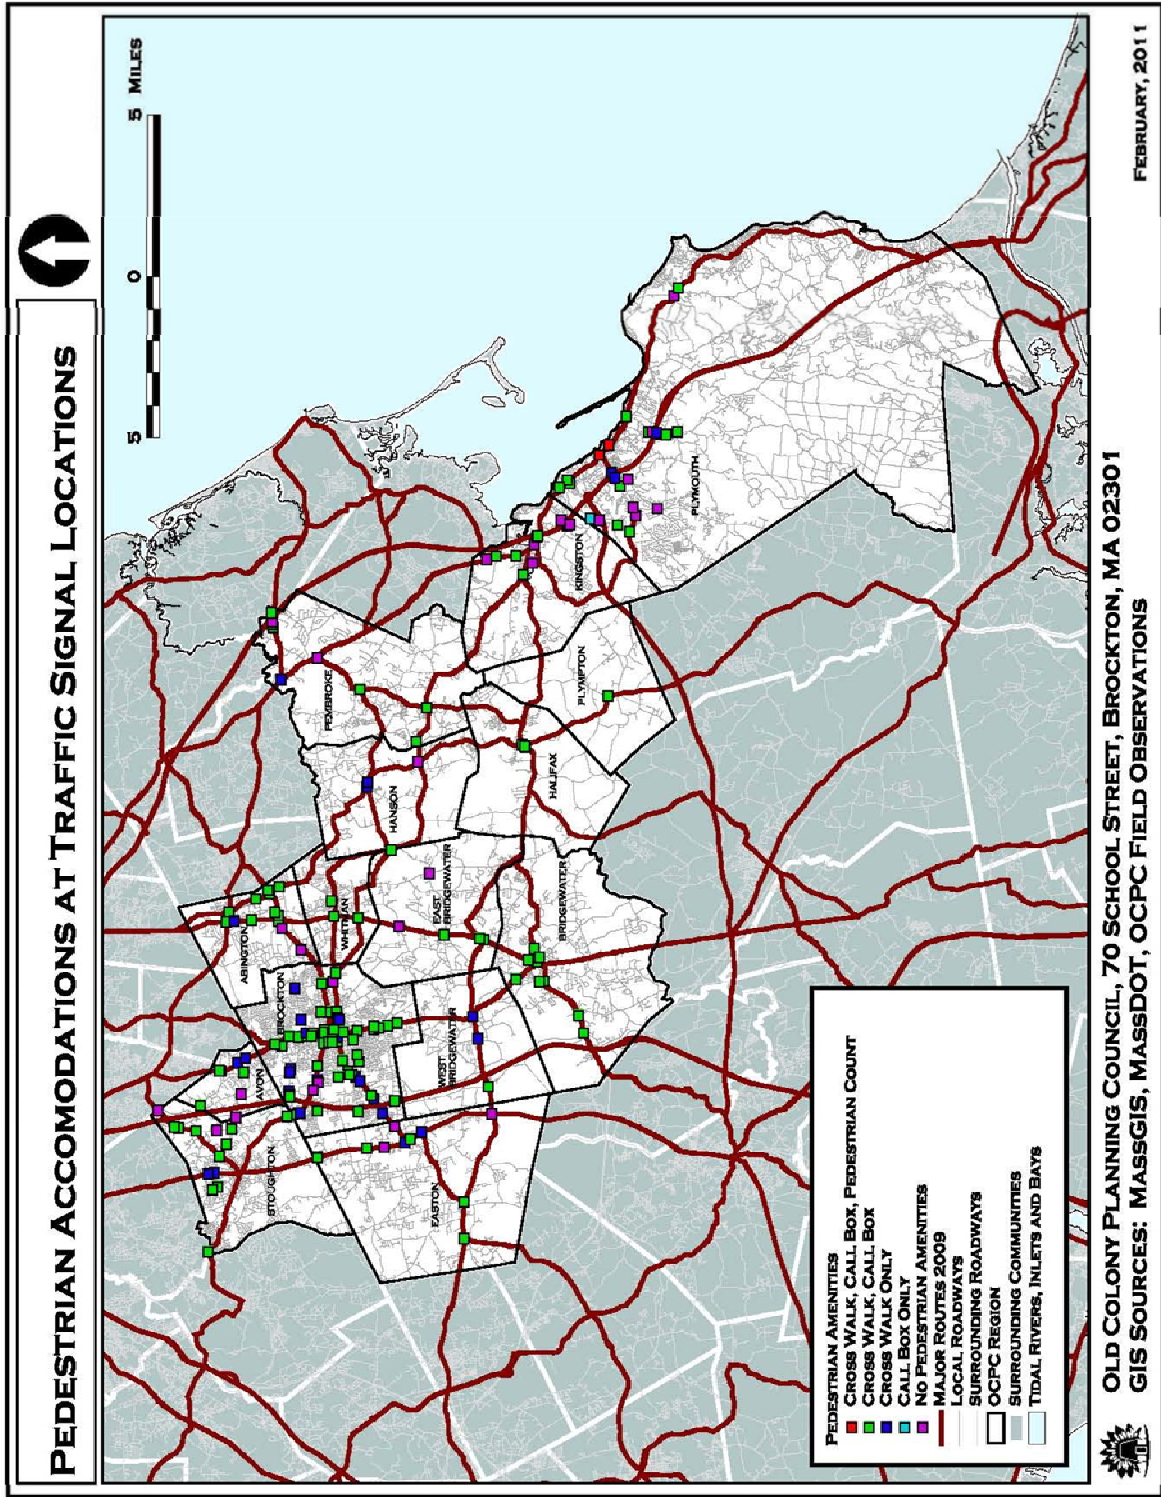 PEDESTRIAN ACCOMODATIONS AT TRAFFIC SIGNAL LOCATIONS
5 0 5 MILES
STOUGHTON
AVON
BROCKTON
ABINGTON
WHITMAN
EASTON
WEST
BRIDGEWATER
EAST
BRIDGEWATER
BRIDGEWATER
HANSON
PEMBROKE
HALIFAX
PLYMPTON
KINGSTON
PLYMOUTH
PEDESTRIAN AMENITIES
CROSS WALK, CALL BOX, PEDESTRIAN COUNT
CROSS WALK, CALL BOX
CROSS WALK ONLY
CALL BOX ONLY
NO PEDESTRIAN AMENITIES
MAJOR ROUTES 2009
LOCAL ROADWAYS
SURROUNDING ROADWAYS
OCPC REGION
SURROUNDING COMMUNITIES
TIDAL RIVERS, INLETS AND BAYS
OLD COLONY PLANNING COUNCIL, 70 SCHOOL STREET, BROCKTON, MA 02301
GIS SOURCES: MASSGIS, MASSDOT, OCPC FIELD OBSERVATIONS
FEBRUARY, 2011